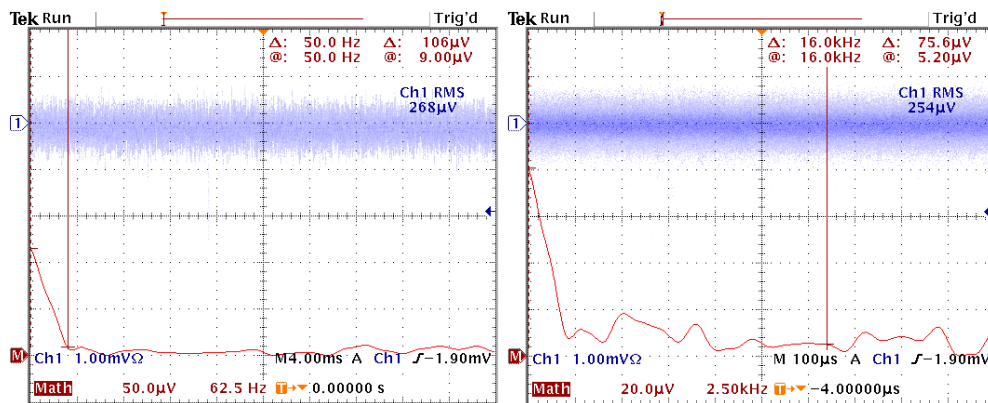 Tek Run Trig'd
Δ: 50.0 Hz Δ: 106µV
@: 50.0 Hz @: 9.00µV
Ch1 RMS
268µV
1
M
Ch1 1.00mVΩ M4.00ms A Ch1 ʃ−1.90mV
Math 50.0µV 62.5 Hz T→▼ 0.00000 s
Tek Run Trig'd
Δ: 16.0kHz Δ: 75.6µV
@: 16.0kHz @: 5.20µV
Ch1 RMS
254µV
1
M
Ch1 1.00mVΩ M 100µs A Ch1 ʃ−1.90mV
Math 20.0µV 2.50kHz T→▼ −4.00000µs